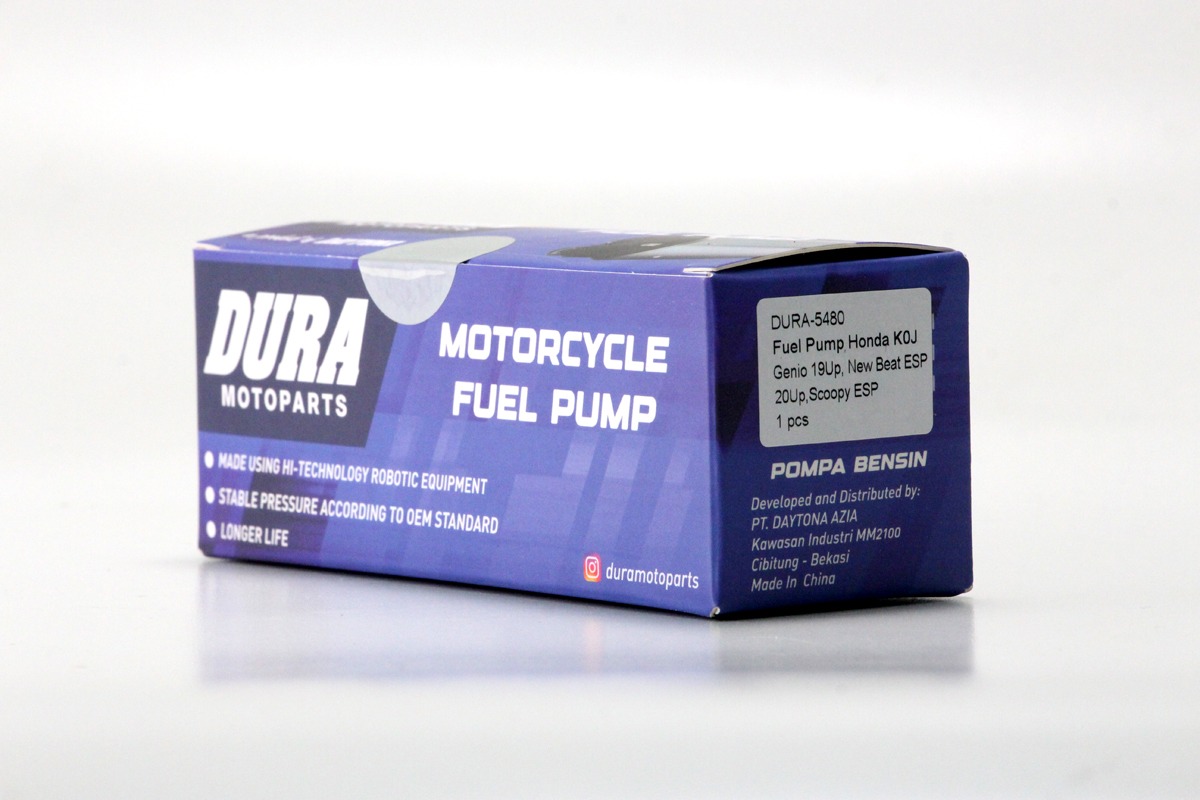 DURA
MOTOPARTS
MOTORCYCLE
FUEL PUMP
MADE USING HI-TECHNOLOGY ROBOTIC EQUIPMENT
STABLE PRESSURE ACCORDING TO OEM STANDARD
LONGER LIFE
duramotoparts
DURA-5480
Fuel Pump Honda K0J
Genio 19Up, New Beat ESP
20Up,Scoopy ESP
1 pcs
POMPA BENSIN
Developed and Distributed by:
PT. DAYTONA AZIA
Kawasan Industri MM2100
Cibitung - Bekasi
Made In China